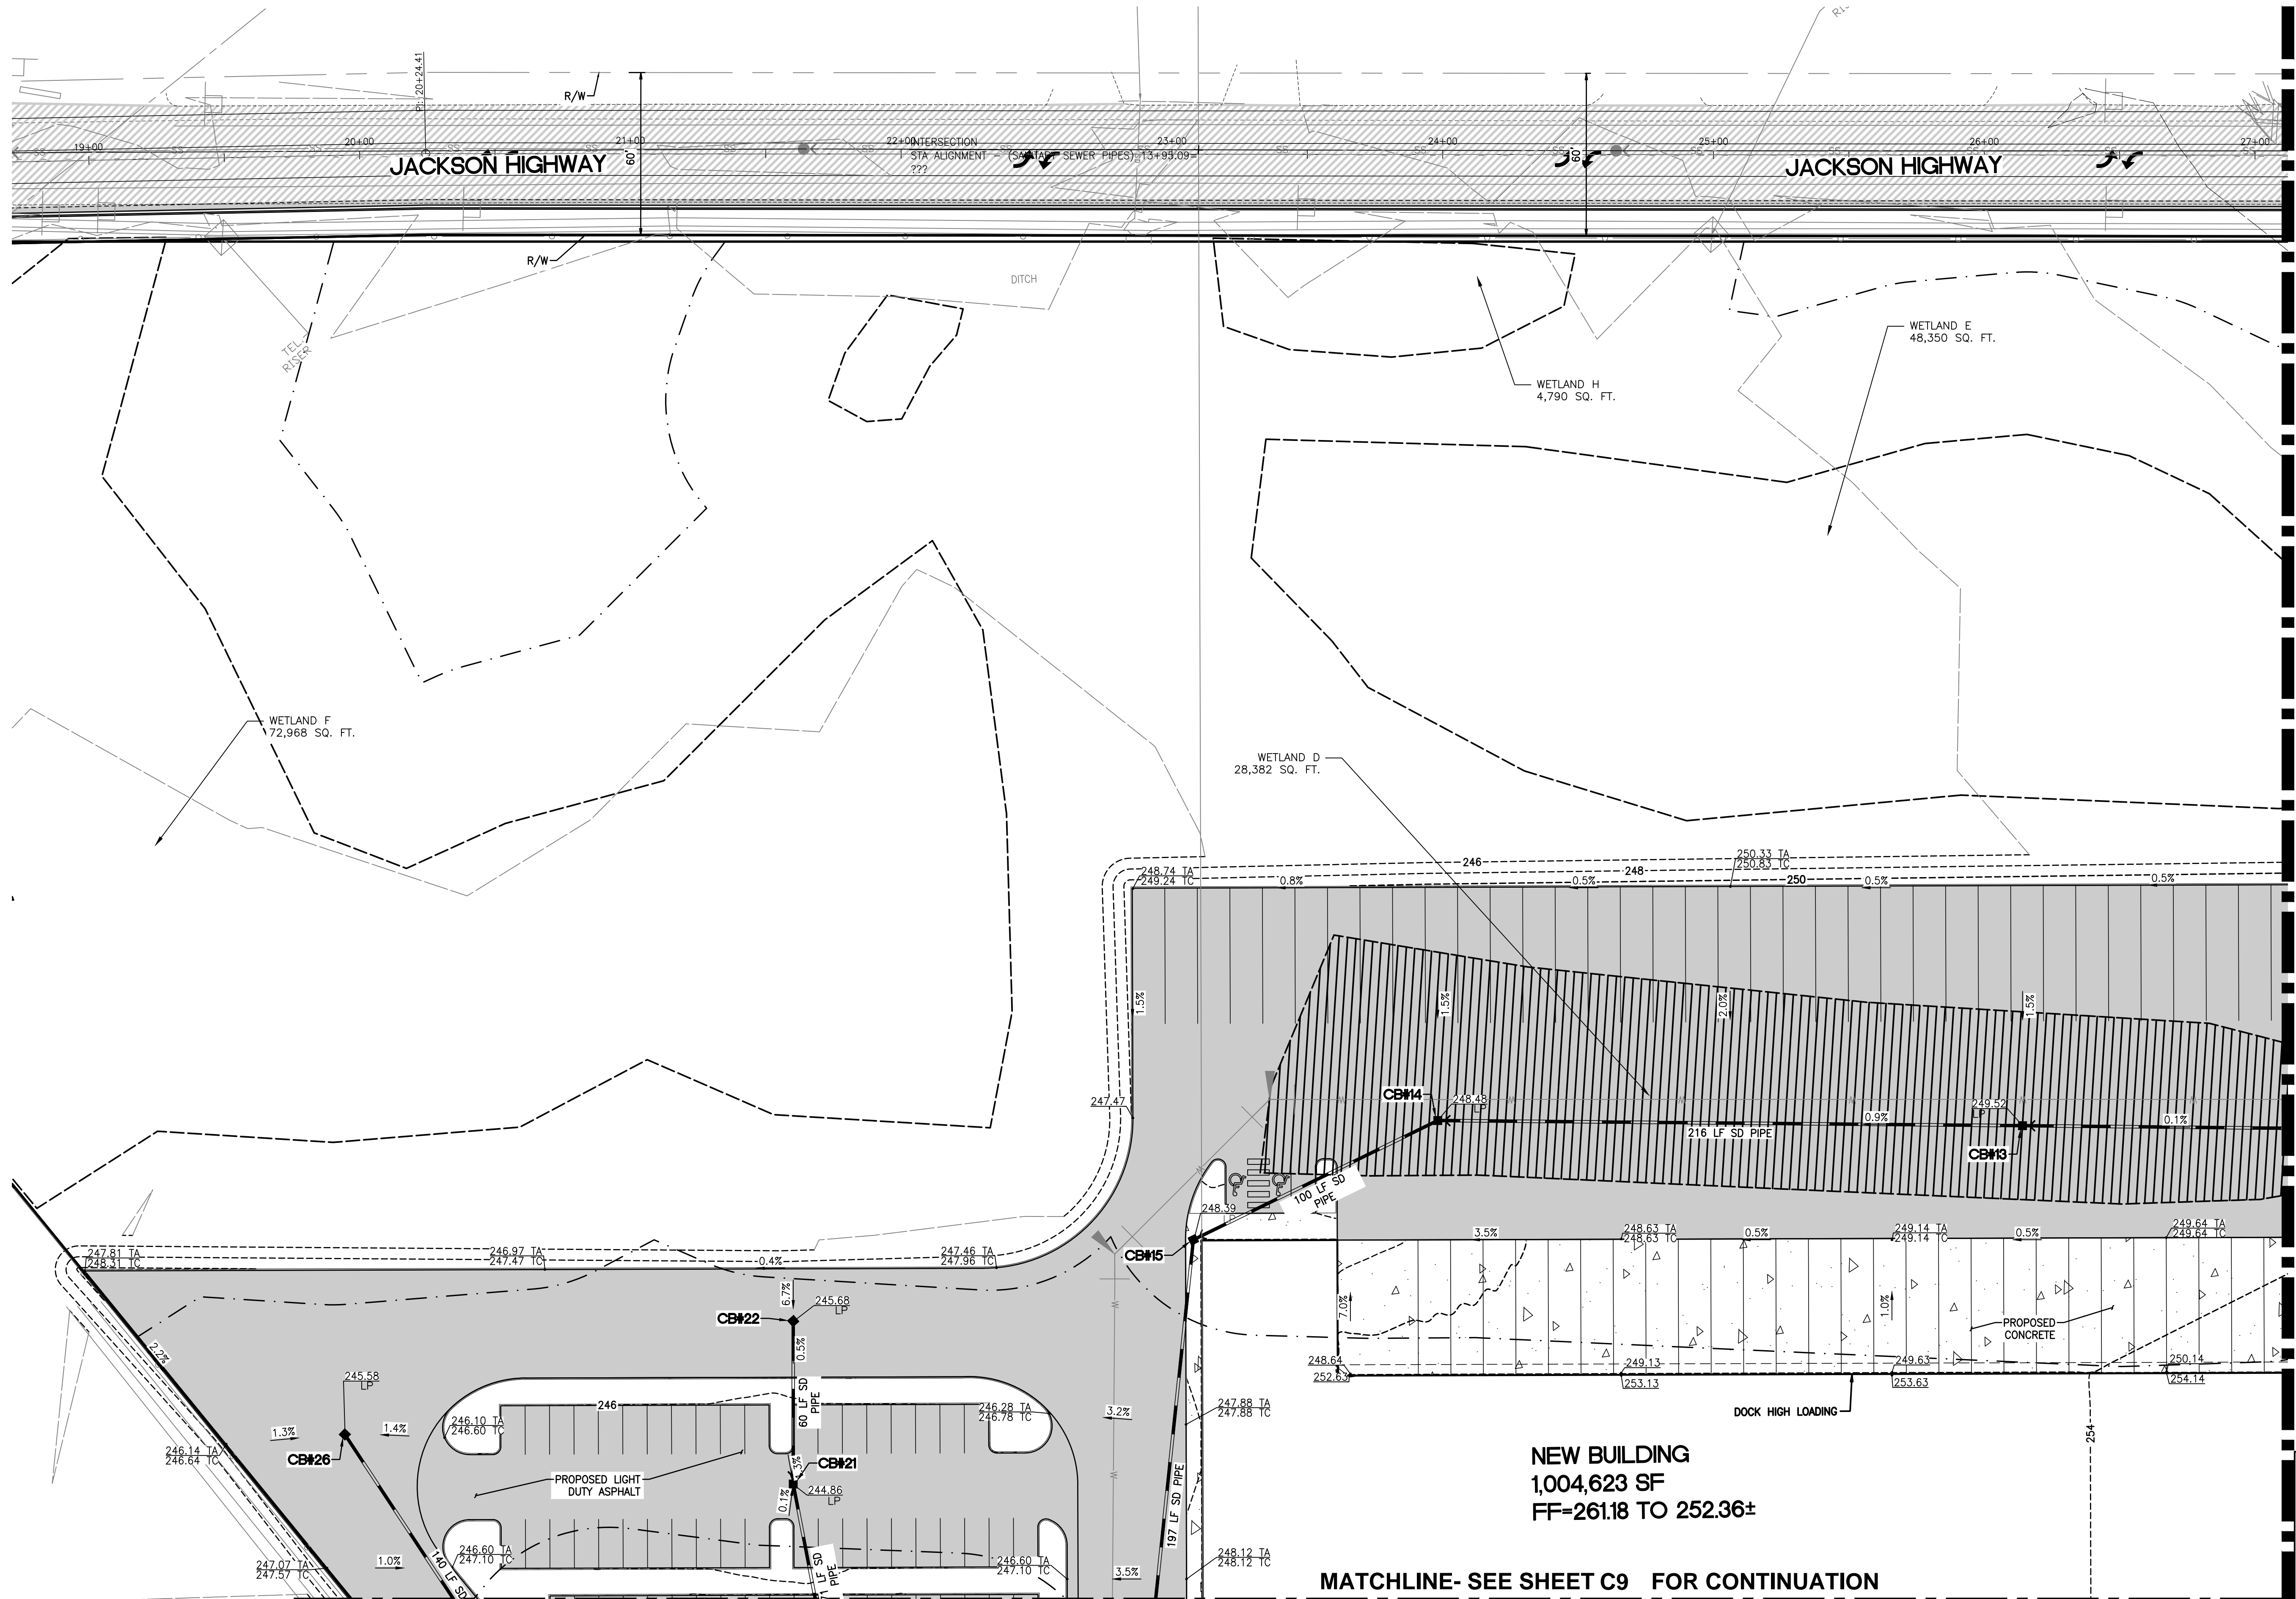 PI: 20+24.41
R/W
60'
60'
19+00
20+00
21+00
22+00
23+00
24+00
25+00
26+00
27+00
SS
JACKSON HIGHWAY
INTERSECTION
STA ALIGNMENT - (SANITARY SEWER PIPES) 13+93.09=
???
JACKSON HIGHWAY
R/W
DITCH
TEL.
RISER
WETLAND E
48,350 SQ. FT.
WETLAND H
4,790 SQ. FT.
WETLAND F
72,968 SQ. FT.
WETLAND D
28,382 SQ. FT.
246
248
250
250.33 TA
250.83 TC
248.74 TA
249.24 TC
0.8%
0.5%
0.5%
0.5%
1.5%
1.5%
2.0%
1.5%
247.47
CB#14
248.48
LP
216 LF SD PIPE
0.9%
249.52
LP
CB#13
0.1%
100 LF SD
PIPE
248.39
LP
CB#15
3.5%
248.63 TA
248.63 TC
0.5%
249.14 TA
249.14 TC
0.5%
249.64 TA
249.64 TC
247.81 TA
248.31 TC
246.97 TA
247.47 TC
0.4%
247.46 TA
247.96 TC
6.7%
CB#22
245.68
LP
0.5%
7.0%
1.0%
PROPOSED
CONCRETE
2.2%
248.64
252.63
249.13
253.13
249.63
253.63
250.14
254.14
DOCK HIGH LOADING
254
245.58
LP
CB#26
1.3%
1.4%
246.14 TA
246.64 TC
246
246.10 TA
246.60 TC
60 LF SD
PIPE
246.28 TA
246.78 TC
3.2%
247.88 TA
247.88 TC
PROPOSED LIGHT
DUTY ASPHALT
CB#21
244.86
LP
0.1%
197 LF SD PIPE
NEW BUILDING
1,004,623 SF
FF=261.18 TO 252.36±
247.07 TA
247.57 TC
1.0%
140 LF SD
246.60 TA
247.10 TC
LF SD
PIPE
246.60 TA
247.10 TC
3.5%
248.12 TA
248.12 TC
MATCHLINE- SEE SHEET C9 FOR CONTINUATION